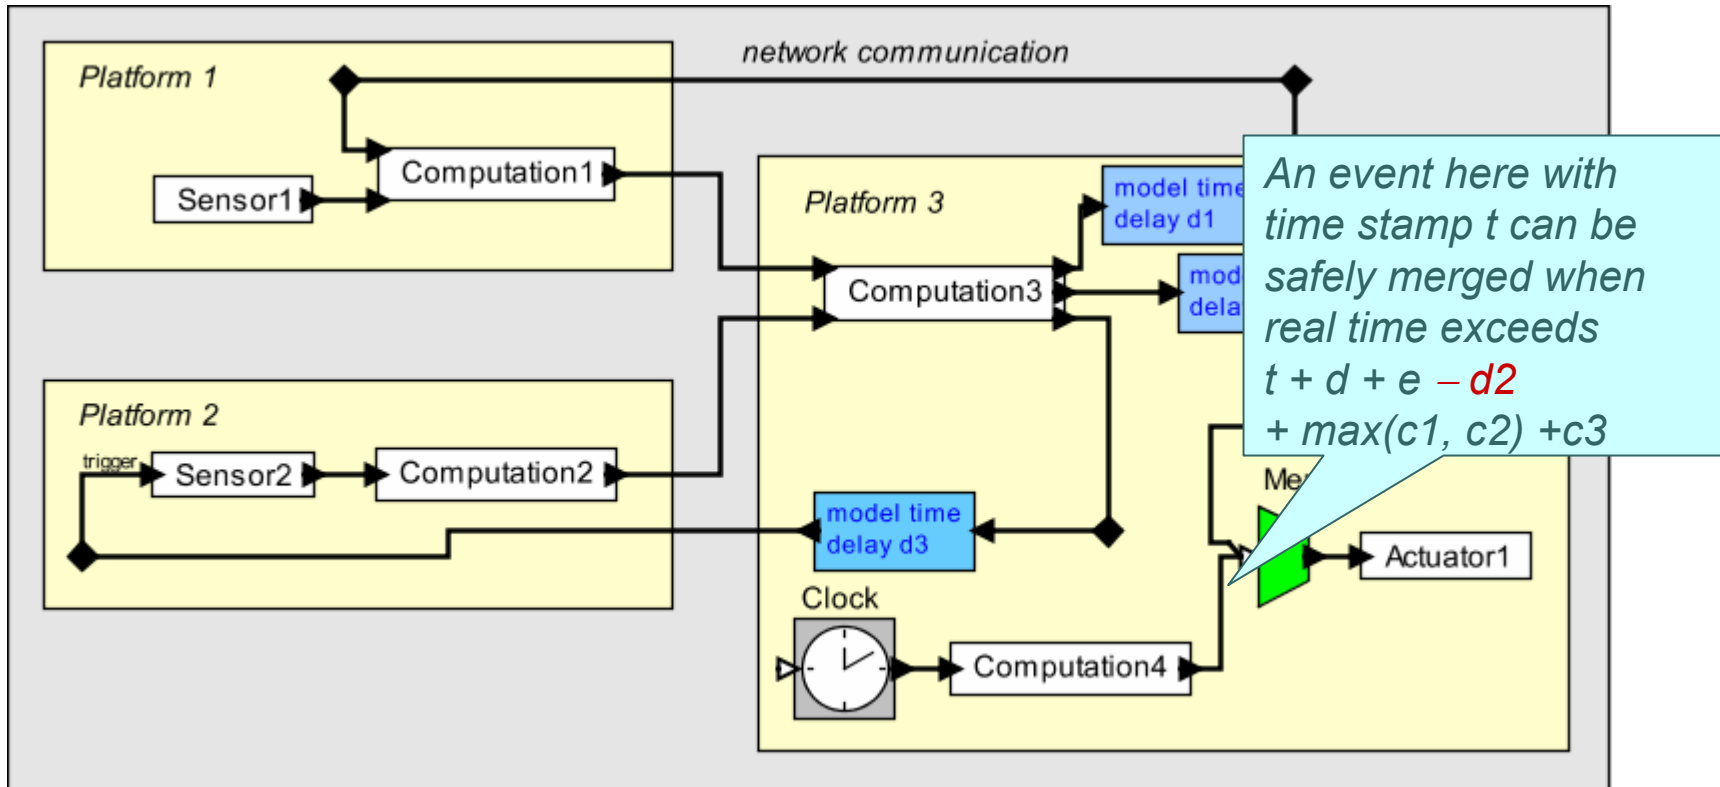 network communication
Platform 1
Computation1
Sensor1
Platform 3
model time
delay d1
An event here with
time stamp t can be
safely merged when
real time exceeds
t + d + e – d2
+ max(c1, c2) +c3
Computation3
Platform 2
trigger
Sensor2
Computation2
model time
delay d3
Actuator1
Clock
Computation4